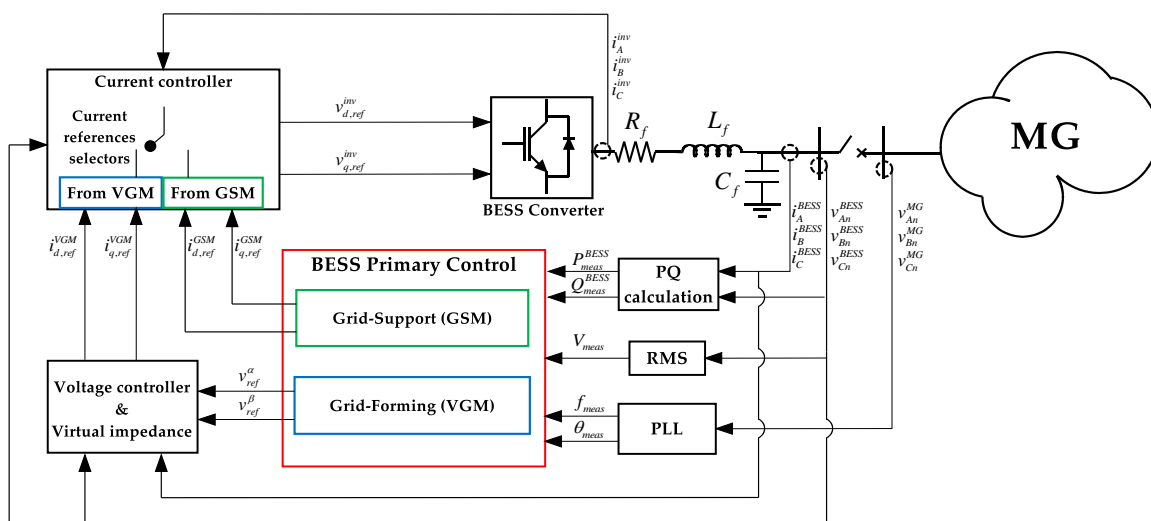 Current controller
Current
references
selectors
From VGM
From GSM
v_{d,ref}^{inv}
v_{q,ref}^{inv}
BESS Converter
i_A^{inv}
i_B^{inv}
i_C^{inv}
R_f
L_f
C_f
MG
i_A^{BESS}
i_B^{BESS}
i_C^{BESS}
v_{An}^{BESS}
v_{Bn}^{BESS}
v_{Cn}^{BESS}
v_{An}^{MG}
v_{Bn}^{MG}
v_{Cn}^{MG}
i_{d,ref}^{VGM}
i_{q,ref}^{VGM}
i_{d,ref}^{GSM}
i_{q,ref}^{GSM}
BESS Primary Control
Grid-Support (GSM)
Grid-Forming (VGM)
P_{meas}^{BESS}
Q_{meas}^{BESS}
PQ
calculation
V_{meas}
RMS
f_{meas}
θ_{meas}
PLL
Voltage controller
&
Virtual impedance
v_{ref}^α
v_{ref}^β